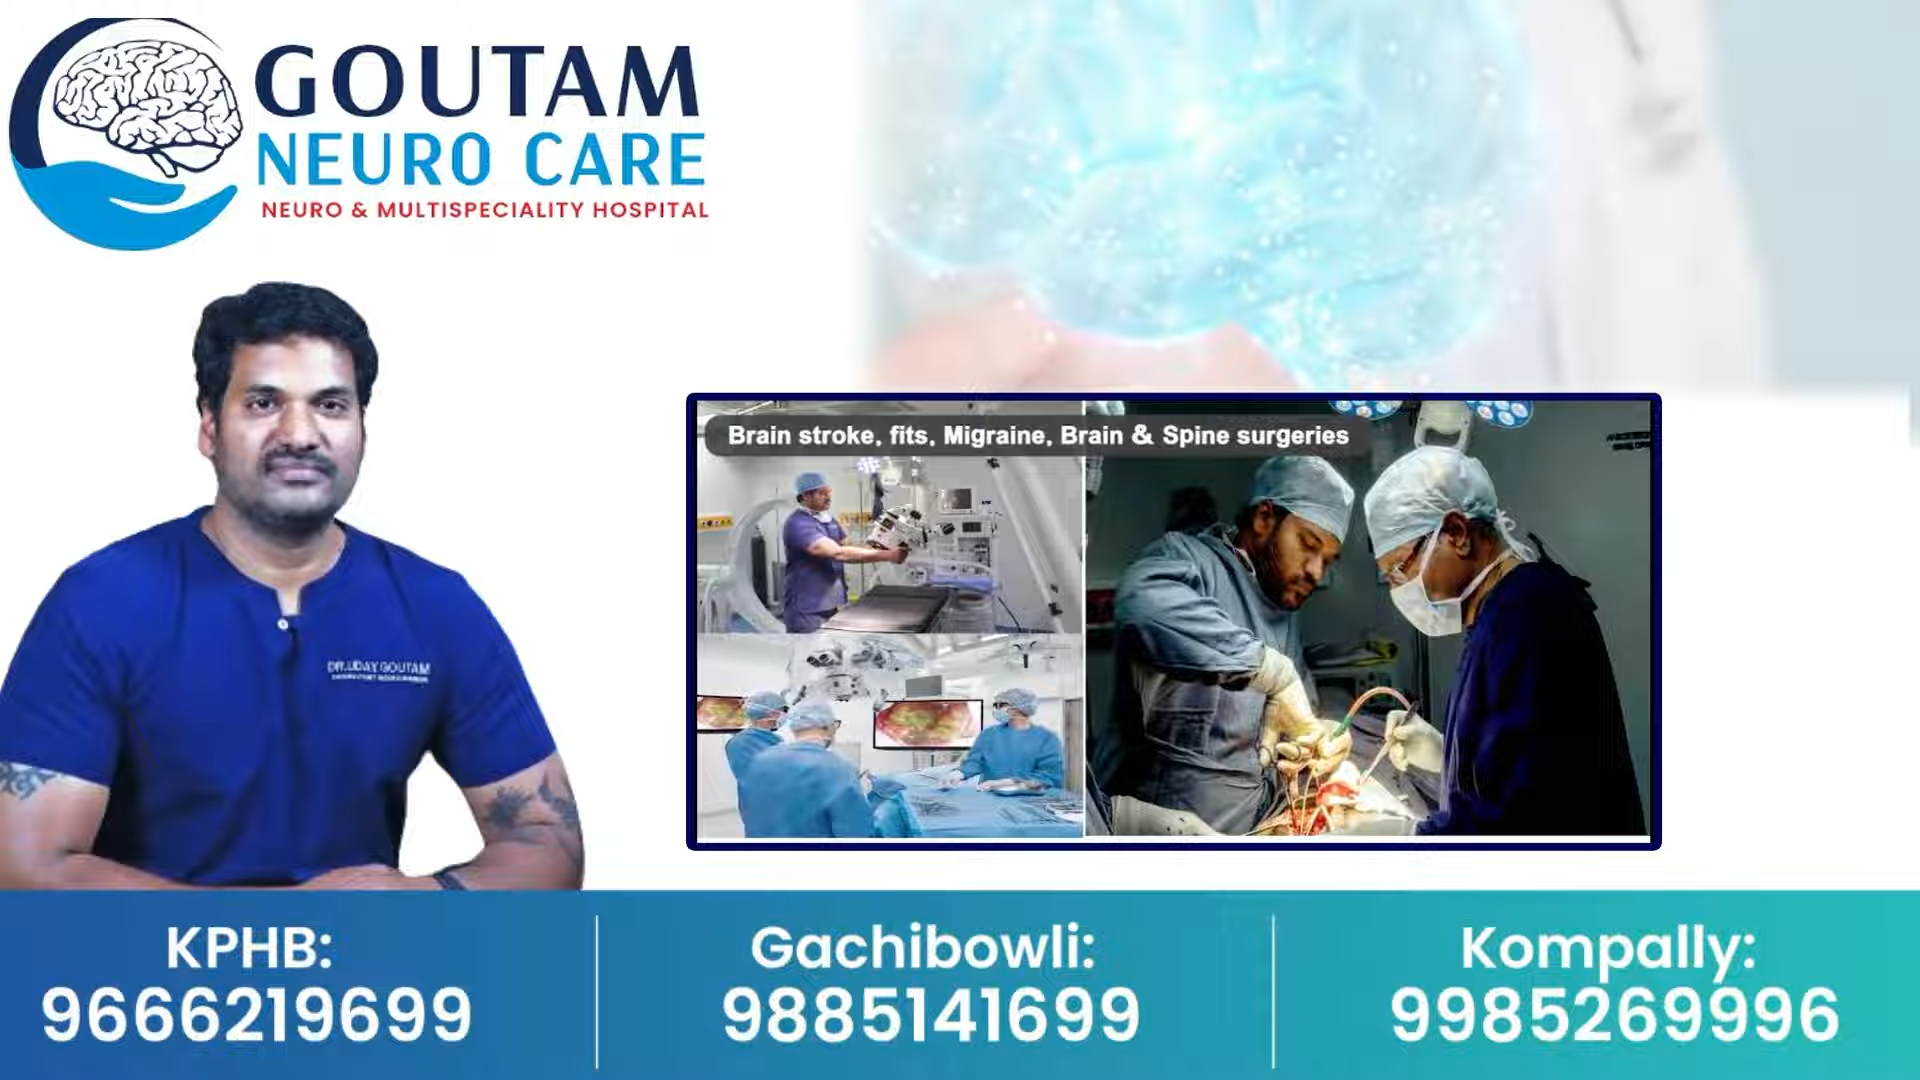 GOUTAM
NEURO CARE
NEURO & MULTISPECIALITY HOSPITAL
Brain stroke, fits, Migraine, Brain & Spine surgeries
DR.UDAY GOUTAM
KPHB:
9666219699
Gachibowli:
9885141699
Kompally:
9985269996